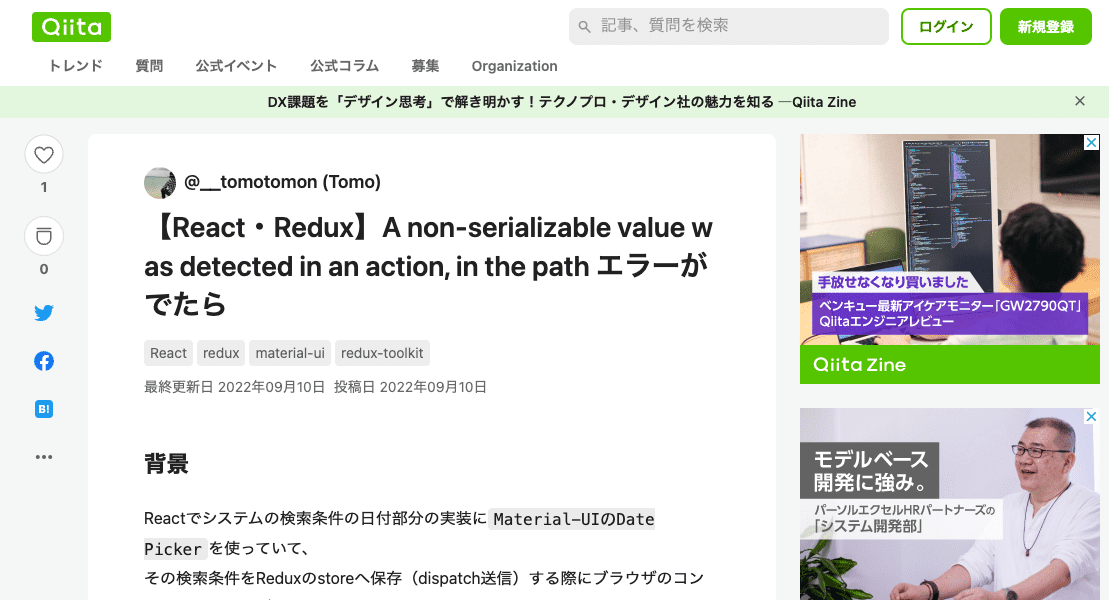 Qiita
記事、質問を検索
ログイン
新規登録
トレンド
質問
公式イベント
公式コラム
募集
Organization
DX課題を「デザイン思考」で解き明かす！テクノプロ・デザイン社の魅力を知る ―Qiita Zine
1
0
B!
@__tomotomon (Tomo)
【React・Redux】A non-serializable value w
as detected in an action, in the path エラーが
でたら
React
redux
material-ui
redux-toolkit
最終更新日 2022年09月10日 投稿日 2022年09月10日
背景
Reactでシステムの検索条件の日付部分の実装に Material-UIのDate
Picker を使っていて、
その検索条件をReduxのstoreへ保存（dispatch送信）する際にブラウザのコン
手放せなくなり買いました
ベンキュー最新アイケアモニター「GW2790QT」
Qiitaエンジニアレビュー
Qiita Zine
モデルベース
開発に強み。
パーソルエクセルHRパートナーズの
「システム開発部」